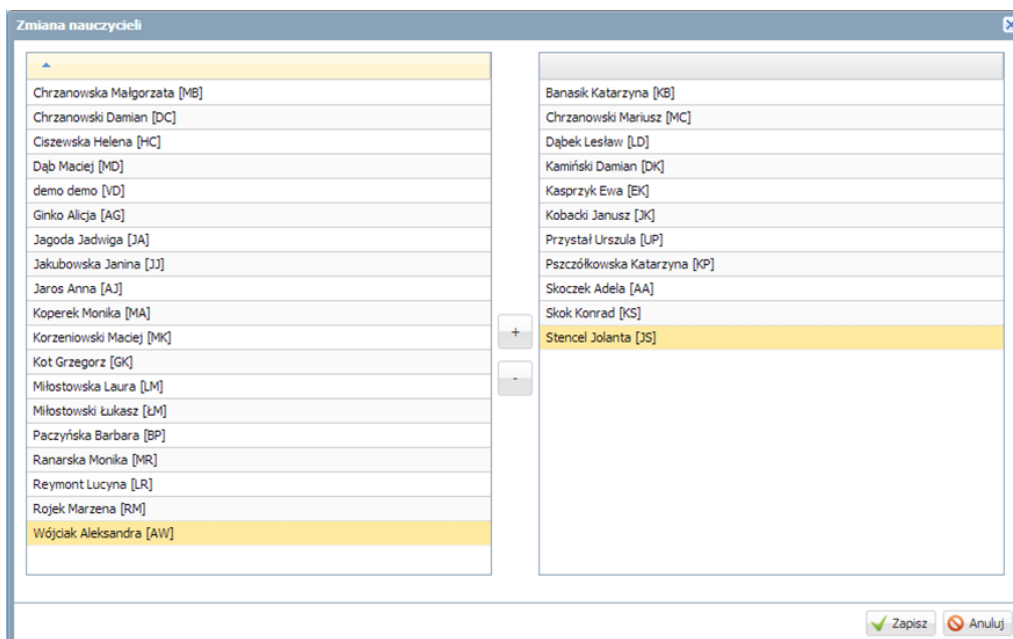 Zmiana nauczycieli
Chrzanowska Małgorzata [MB]
Chrzanowski Damian [DC]
Ciszewska Helena [HC]
Dąb Maciej [MD]
demo demo [VD]
Ginko Alicja [AG]
Jagoda Jadwiga [JA]
Jakubowska Janina [JJ]
Jaros Anna [AJ]
Koperek Monika [MA]
Korzeniowski Maciej [MK]
Kot Grzegorz [GK]
Miłostowska Laura [LM]
Miłostowski Łukasz [ŁM]
Paczyńska Barbara [BP]
Ranarska Monika [MR]
Reymont Lucyna [LR]
Rojek Marzena [RM]
Wójciak Aleksandra [AW]
+
-
Banasik Katarzyna [KB]
Chrzanowski Mariusz [MC]
Dąbek Lesław [LD]
Kamiński Damian [DK]
Kasprzyk Ewa [EK]
Kobacki Janusz [JK]
Przystał Urszula [UP]
Pszczółkowska Katarzyna [KP]
Skoczek Adela [AA]
Skok Konrad [KS]
Stencel Jolanta [JS]
Zapisz Anuluj